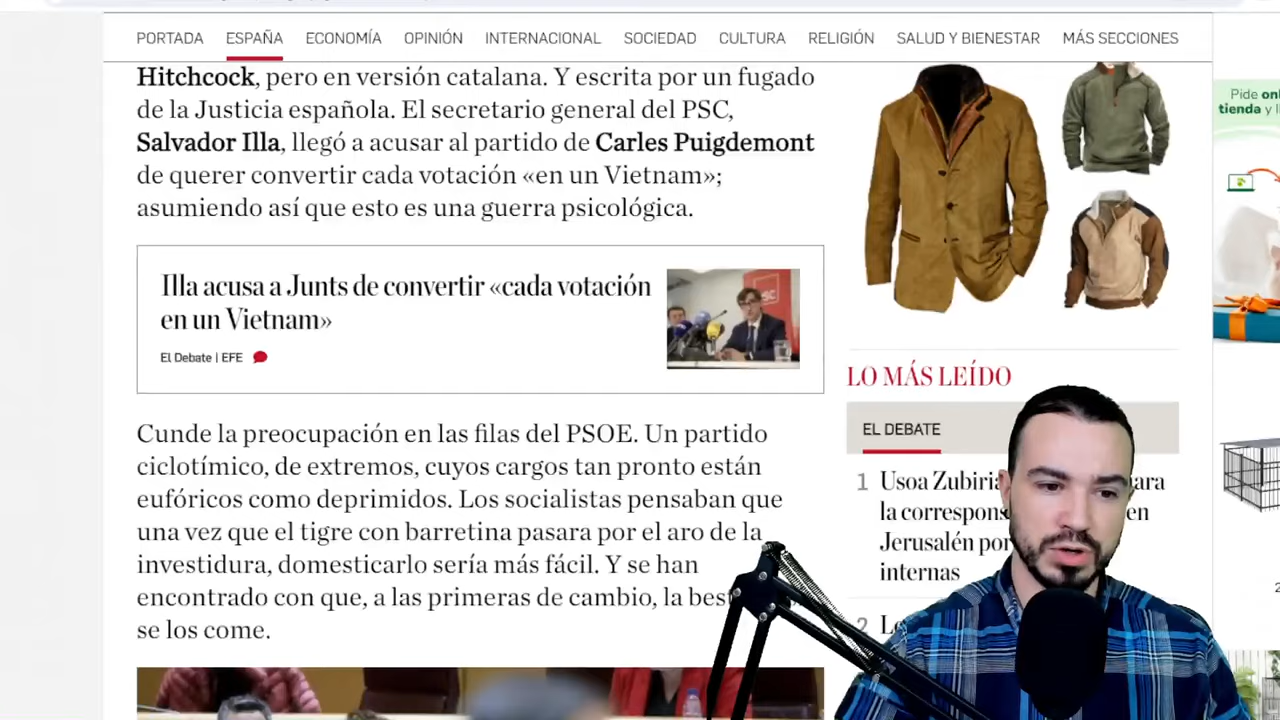 PORTADA ESPAÑA ECONOMÍA OPINIÓN INTERNACIONAL SOCIEDAD CULTURA RELIGIÓN SALUD Y BIENESTAR MÁS SECCIONES
Hitchcock, pero en versión catalana. Y escrita por un fugado
de la Justicia española. El secretario general del PSC,
Salvador Illa, llegó a acusar al partido de Carles Puigdemont
de querer convertir cada votación «en un Vietnam»;
asumiendo así que esto es una guerra psicológica.
Illa acusa a Junts de convertir «cada votación
en un Vietnam»
El Debate | EFE
Cunde la preocupación en las filas del PSOE. Un partido
ciclotímico, de extremos, cuyos cargos tan pronto están
eufóricos como deprimidos. Los socialistas pensaban que
una vez que el tigre con barretina pasara por el aro de la
investidura, domesticarlo sería más fácil. Y se han
encontrado con que, a las primeras de cambio, la
se los come.
Pide
tienda y
LO MÁS LEÍDO
EL DEBATE
1 Usoa
la
en
Jerusalén por
internas
2